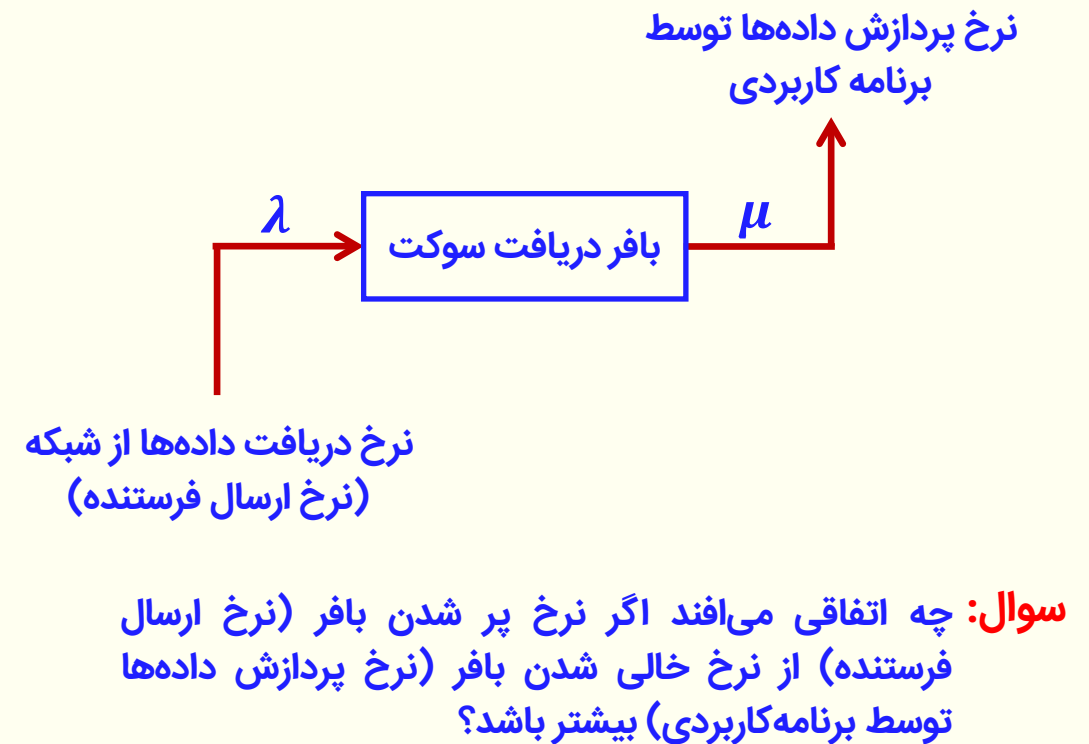 نرخ پردازش داده‌ها توسط
برنامه کاربردی
λ
بافر دریافت سوکت
μ
نرخ دریافت داده‌ها از شبکه
(نرخ ارسال فرستنده)
سوال: چه اتفاقی می‌افند اگر نرخ پر شدن بافر (نرخ ارسال
فرستنده) از نرخ خالی شدن بافر (نرخ پردازش داده‌ها
توسط برنامه‌کاربردی) بیشتر باشد؟